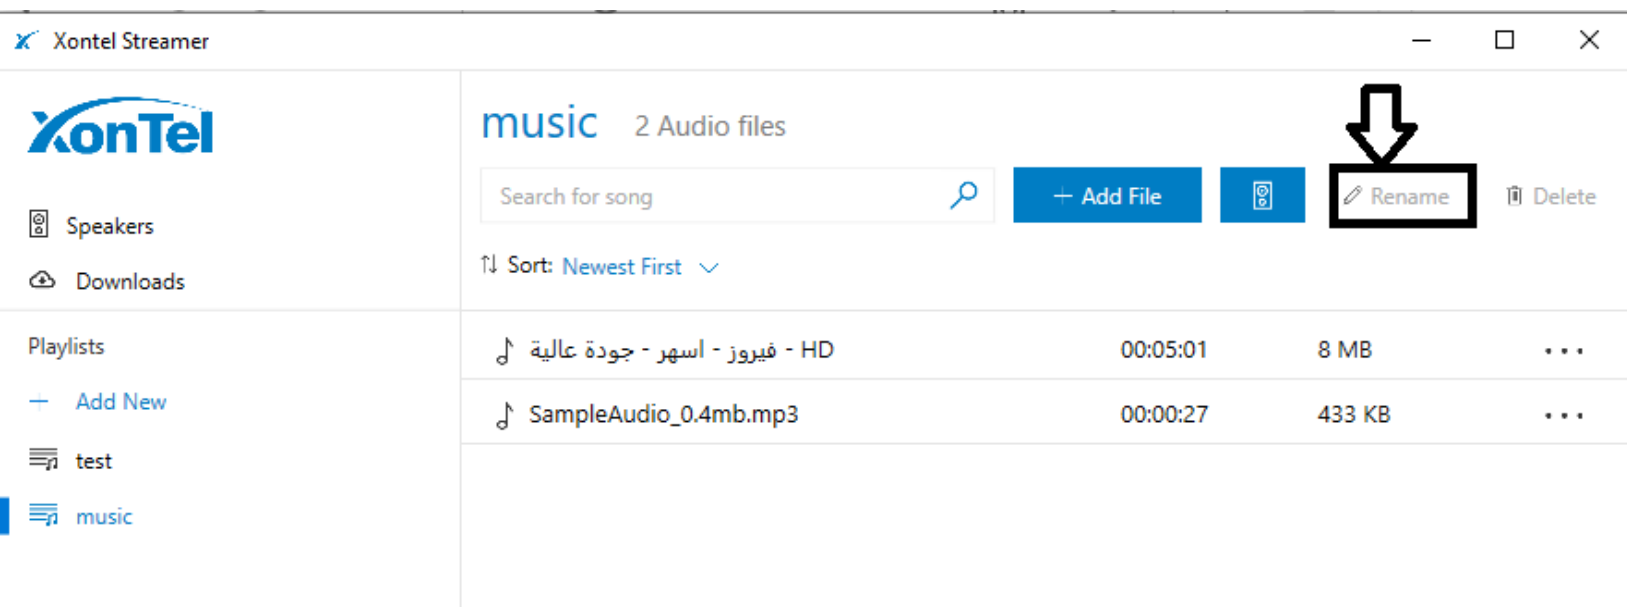 Xontel Streamer
XonTel
Speakers
Downloads
Playlists
Add New
test
music
music 2 Audio files
Search for song
+ Add File
Rename
Delete
Sort: Newest First
فيروز - اسهر - جودة عالية - HD 00:05:01 8 MB
SampleAudio_0.4mb.mp3 00:00:27 433 KB